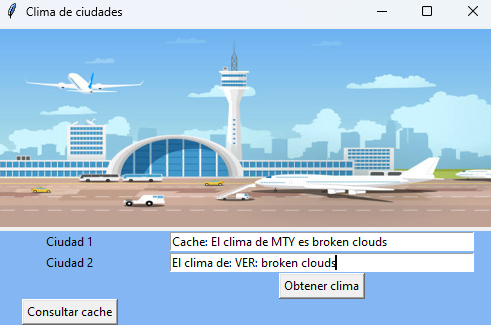 Clima de ciudades
Ciudad 1 Cache: El clima de MTY es broken clouds
Ciudad 2 El clima de: VER: broken clouds
Obtener clima
Consultar cache